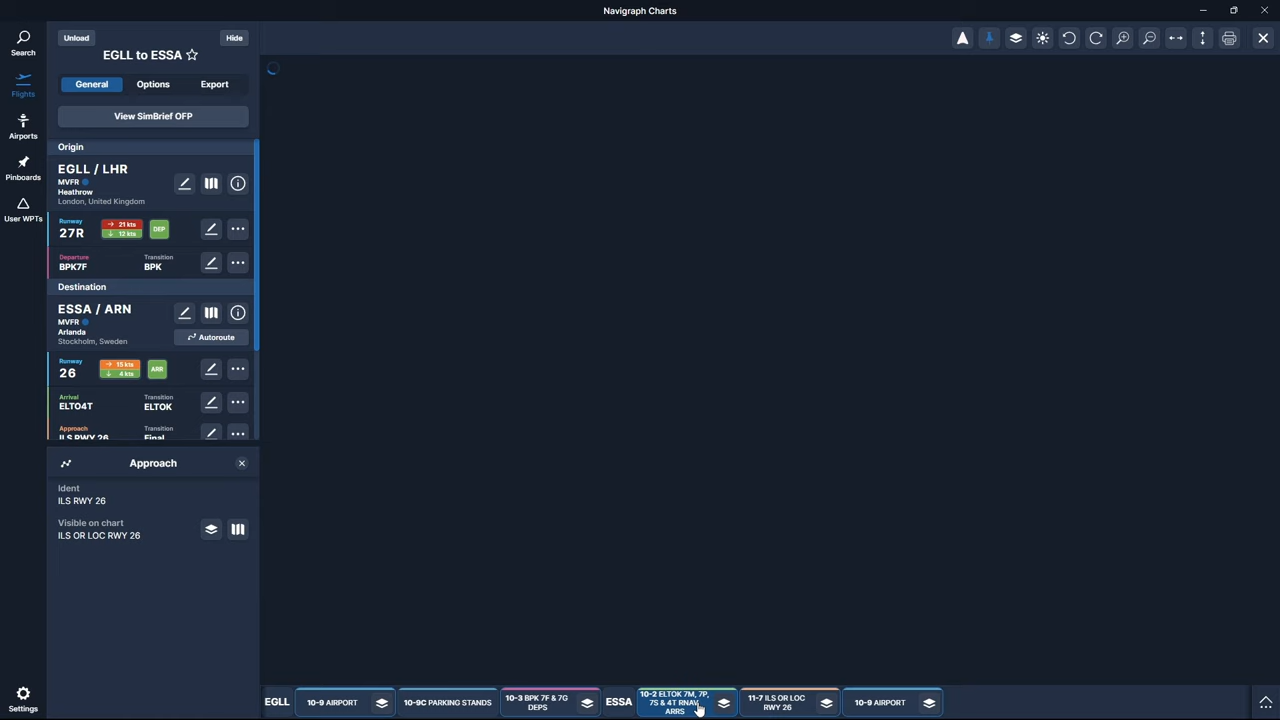 Navigraph Charts
Search
Flights
Airports
Pinboards
User WPTs
Settings
Unload
Hide
EGLL to ESSA
General
Options
Export
View SimBrief OFP
Origin
EGLL / LHR
MVFR
Heathrow
London, United Kingdom
Runway
27R
→ 21 kts
↓ 12 kts
DEP
Departure
BPK7F
Transition
BPK
Destination
ESSA / ARN
MVFR
Arlanda
Stockholm, Sweden
Autoroute
Runway
26
→ 15 kts
↓ 4 kts
ARR
Arrival
ELTO4T
Transition
ELTOK
Approach
ILS RWY 26
Transition
Final
Approach
Ident
ILS RWY 26
Visible on chart
ILS OR LOC RWY 26
EGLL
10-9 AIRPORT
10-9C PARKING STANDS
10-3 BPK 7F & 7G
DEPS
ESSA
10-2 ELTOK 7M, 7P,
7S & 4T RNAV
ARRS
11-7 ILS OR LOC
RWY 26
10-9 AIRPORT